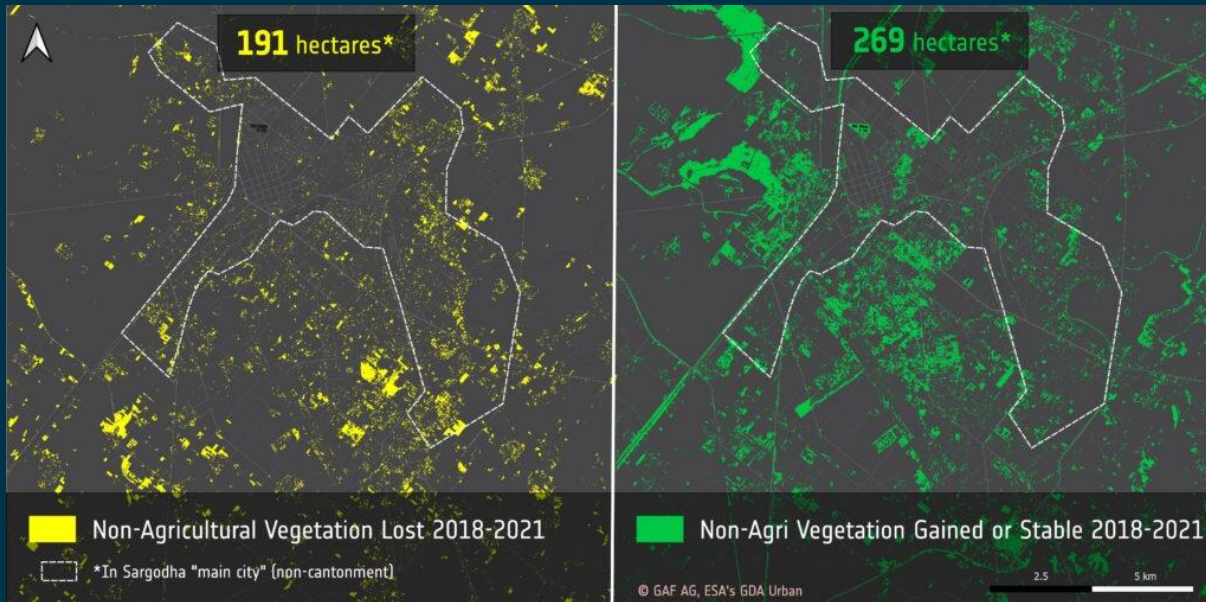 191 hectares*
269 hectares*
Non-Agricultural Vegetation Lost 2018-2021
*In Sargodha "main city" (non-cantonment)
Non-Agri Vegetation Gained or Stable 2018-2021
© GAF AG, ESA's GDA Urban
2.5 5 km